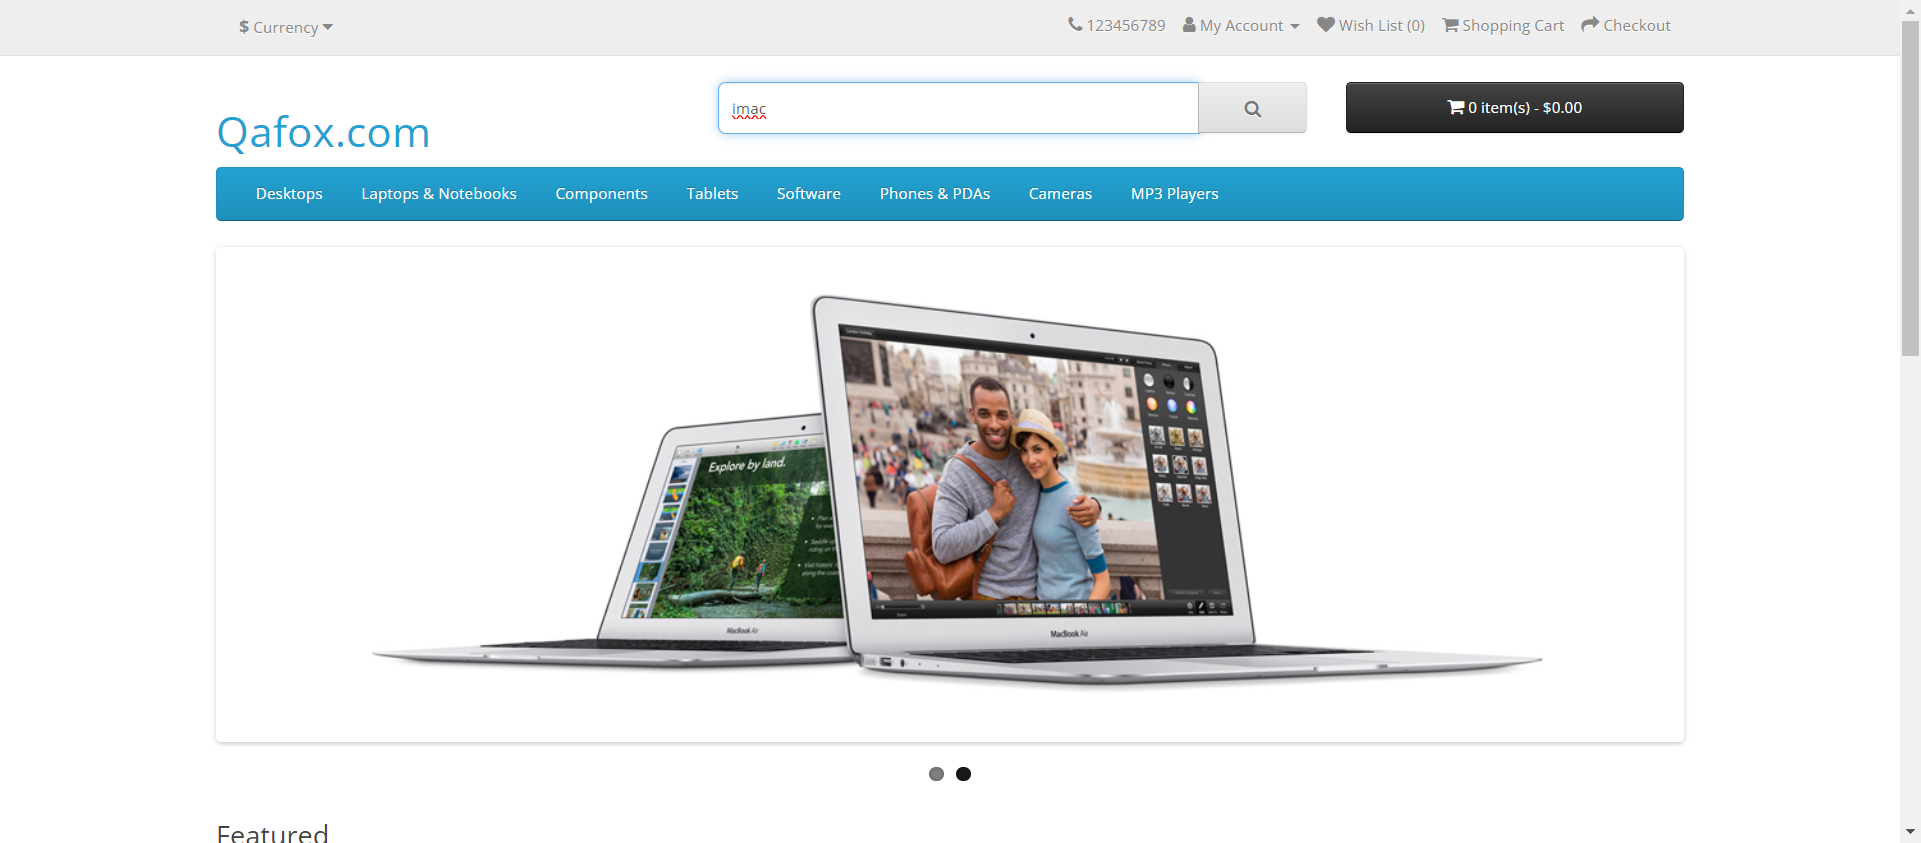 $ Currency
123456789 My Account Wish List (0) Shopping Cart Checkout
Qafox.com
imac
0 item(s) - $0.00
Desktops Laptops & Notebooks Components Tablets Software Phones & PDAs Cameras MP3 Players
Explore by land.
MacBook Air
MacBook Air
Featured